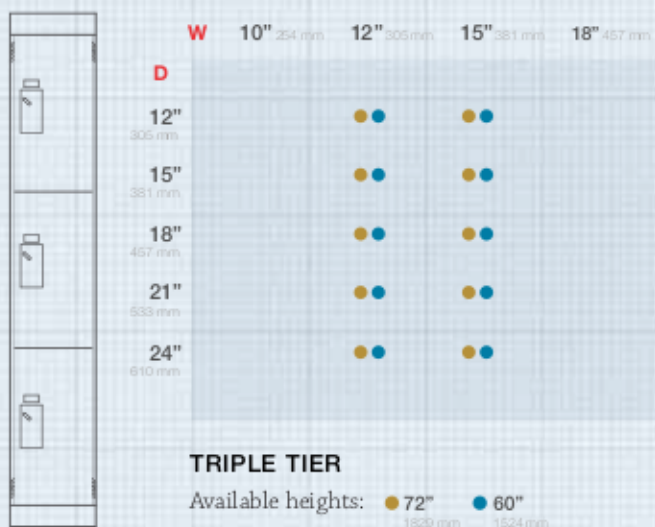 W 10" 254 mm 12" 305 mm 15" 381 mm 18" 457 mm
D
12"
305 mm
15"
381 mm
18"
457 mm
21"
533 mm
24"
610 mm
TRIPLE TIER
Available heights: 72" 60"
1829 mm 1524 mm